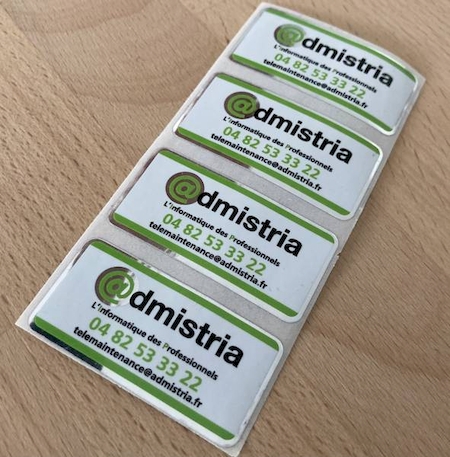 @dmistria
L'informatique des Professionnels
04 82 53 33 22
telemaintenance@admistria.fr
@dmistria
L'informatique des Professionnels
04 82 53 33 22
telemaintenance@admistria.fr
@dmistria
L'informatique des Professionnels
04 82 53 33 22
telemaintenance@admistria.fr
@dmistria
L'informatique des Professionnels
04 82 53 33 22
telemaintenance@admistria.fr